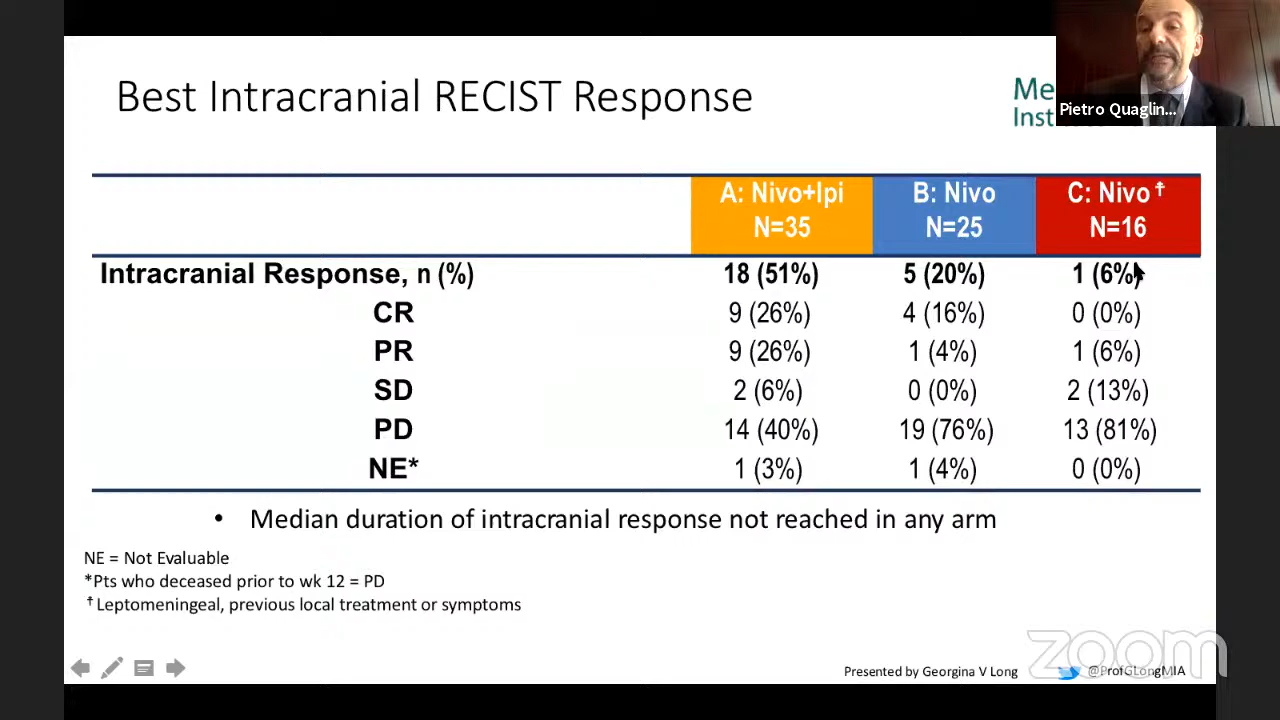 Best Intracranial RECIST Response
Me
Inst
Pietro Quaglin...
A: Nivo+Ipi B: Nivo C: Nivo☨
N=35 N=25 N=16
Intracranial Response, n (%) 18 (51%) 5 (20%) 1 (6%)
CR 9 (26%) 4 (16%) 0 (0%)
PR 9 (26%) 1 (4%) 1 (6%)
SD 2 (6%) 0 (0%) 2 (13%)
PD 14 (40%) 19 (76%) 13 (81%)
NE* 1 (3%) 1 (4%) 0 (0%)
• Median duration of intracranial response not reached in any arm
NE = Not Evaluable
*Pts who deceased prior to wk 12 = PD
☨Leptomeningeal, previous local treatment or symptoms
zoom
Presented by Georgina V Long @ProfGLongMIA